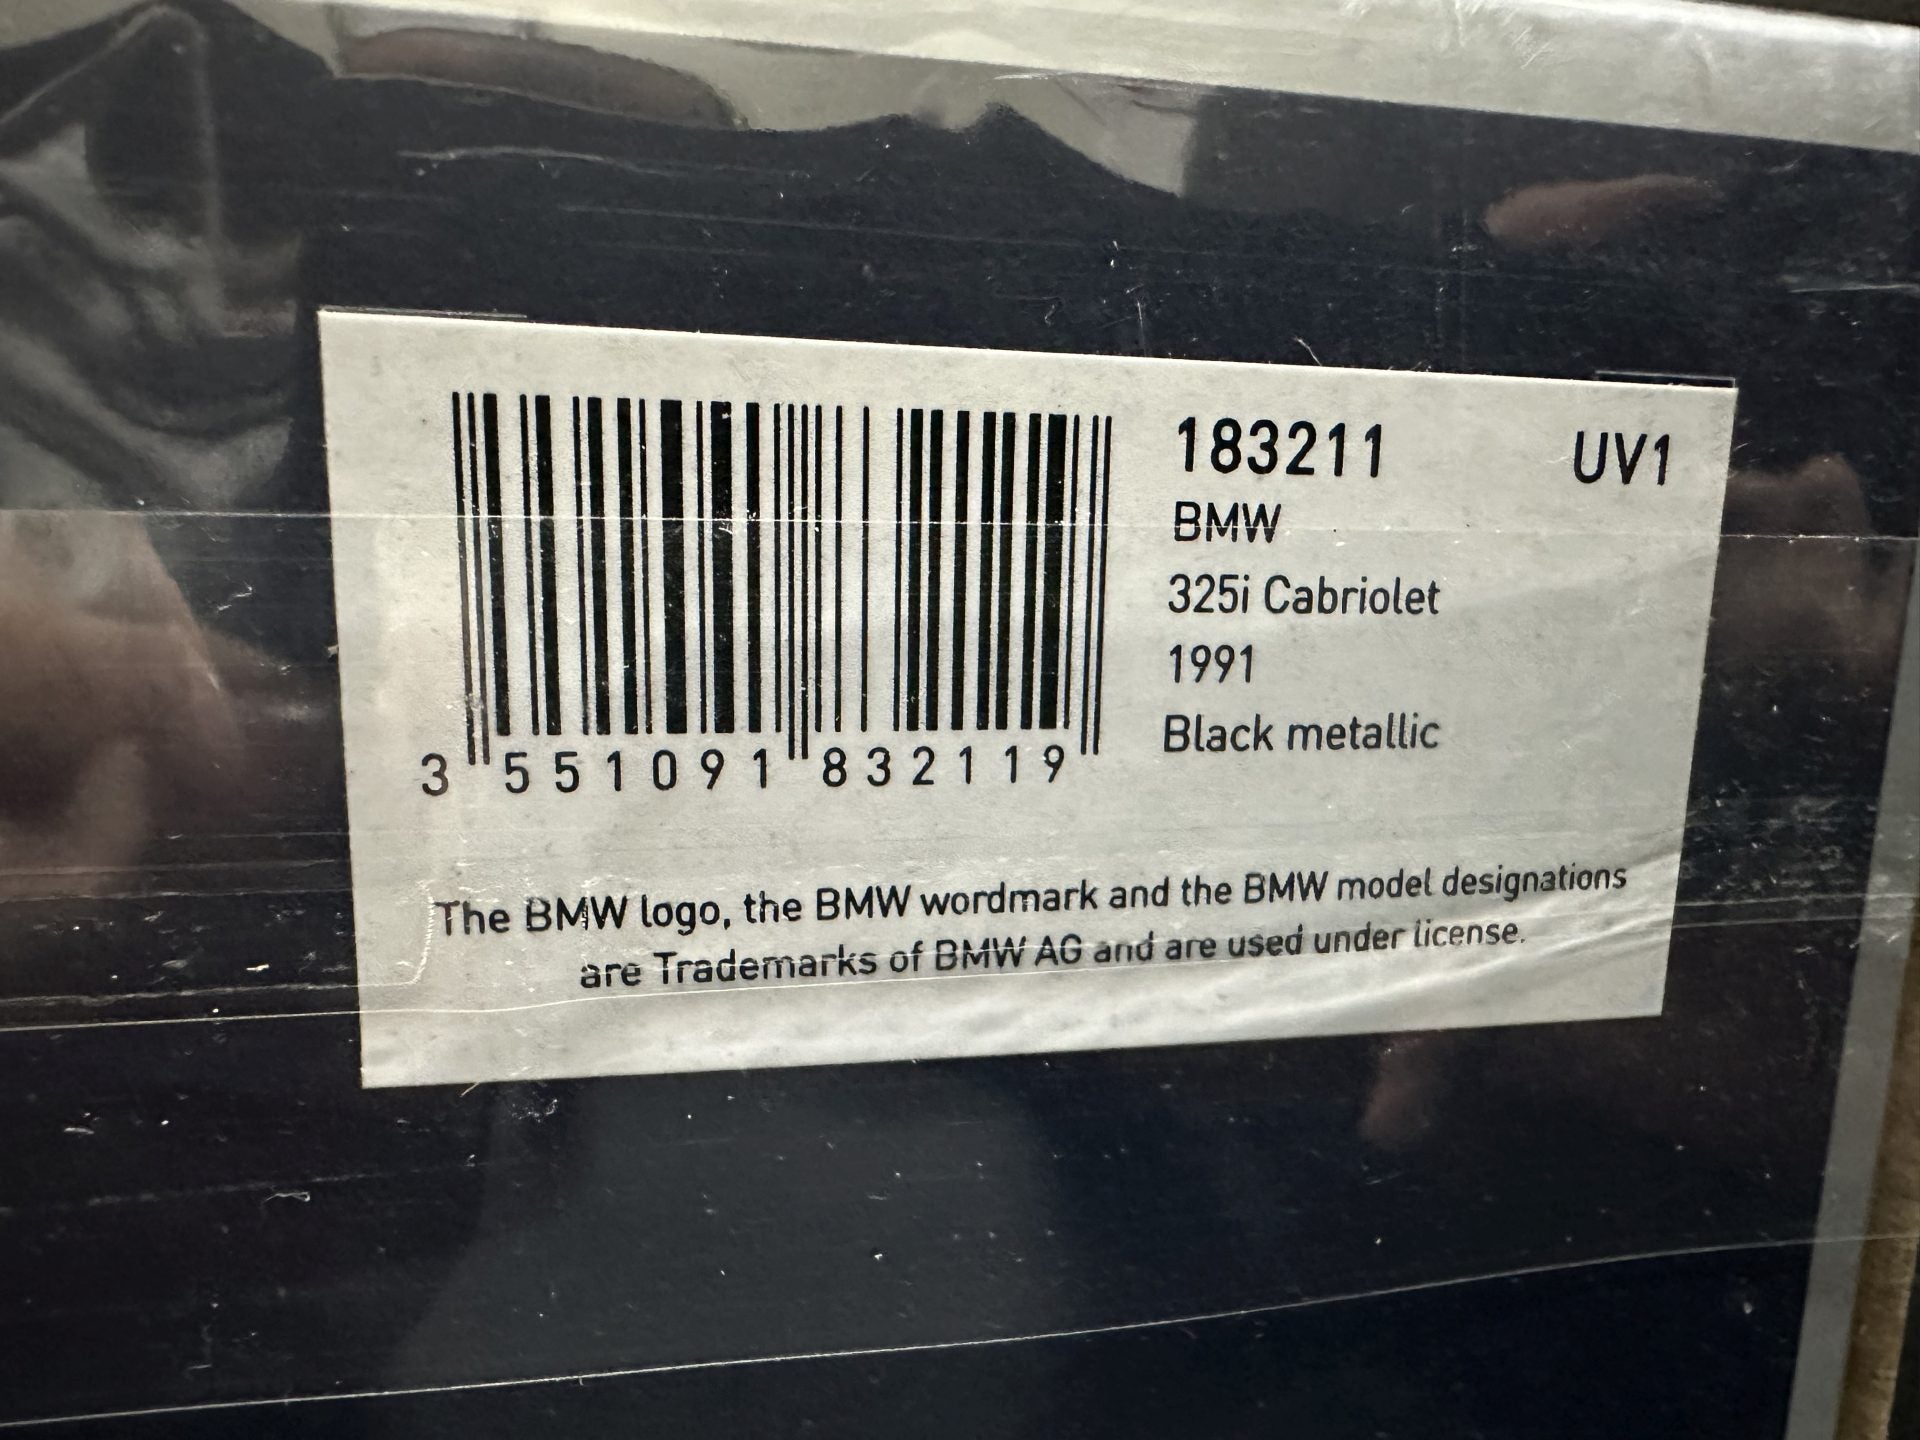 183211 UV1
BMW
325i Cabriolet
1991
Black metallic
3 551091 832119
The BMW logo, the BMW wordmark and the BMW model designations
are Trademarks of BMW AG and are used under license.